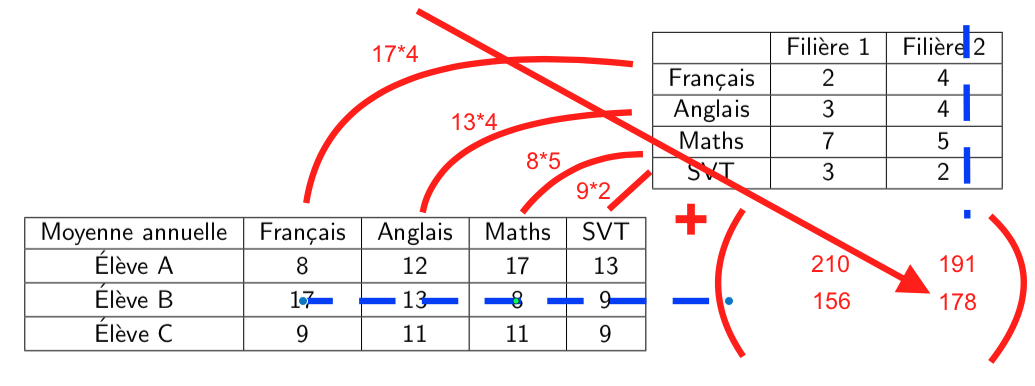 17*4
Filière 1 Filière 2
Français 2 4
13*4
Anglais 3 4
8*5
Maths 7 5
9*2
SVT 3 2
+
Moyenne annuelle Français Anglais Maths SVT
Élève A 8 12 17 13
210 191
Élève B 17 13 8 9
156 178
Élève C 9 11 11 9